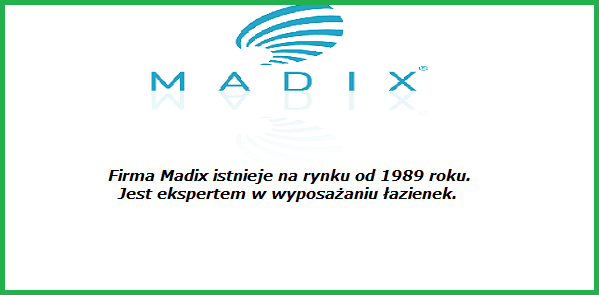 MADIX®
Firma Madix istnieje na rynku od 1989 roku.
Jest ekspertem w wyposażaniu łazienek.